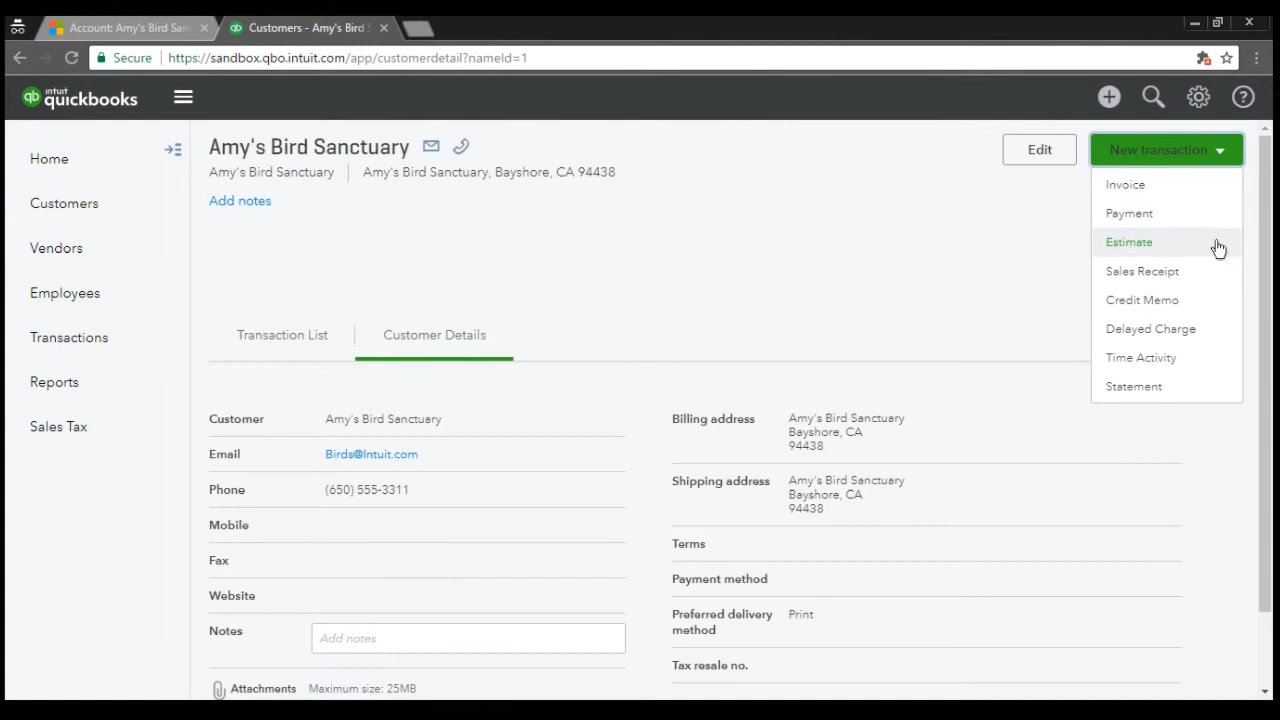 Account: Amy's Bird San
Customers - Amy's Bird S
Secure
https://sandbox.qbo.intuit.com/app/customerdetail?nameId=1
qb intuit quickbooks
Home
Customers
Vendors
Employees
Transactions
Reports
Sales Tax
Amy's Bird Sanctuary
Amy's Bird Sanctuary
Amy's Bird Sanctuary, Bayshore, CA 94438
Add notes
Edit
New transaction
Invoice
Payment
Estimate
Sales Receipt
Credit Memo
Delayed Charge
Time Activity
Statement
Transaction List
Customer Details
Customer Amy's Bird Sanctuary
Email Birds@Intuit.com
Phone (650) 555-3311
Mobile
Fax
Website
Notes Add notes
Attachments Maximum size: 25MB
Billing address Amy's Bird Sanctuary
Bayshore, CA
94438
Shipping address Amy's Bird Sanctuary
Bayshore, CA
94438
Terms
Payment method
Preferred delivery Print
method
Tax resale no.